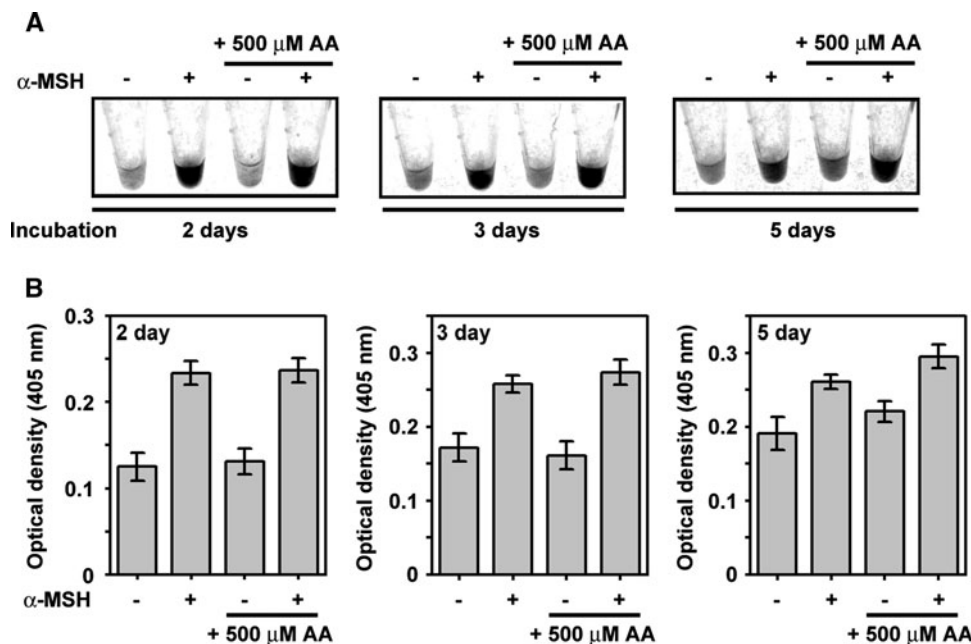 A
+ 500 μM AA + 500 μM AA + 500 μM AA
α-MSH - + - + - + - + - + - +
Incubation 2 days 3 days 5 days
B
Optical density (405 nm)
0.3
0.2
0.1
0
2 day
α-MSH - + - +
+ 500 μM AA
Optical density (405 nm)
0.3
0.2
0.1
0
3 day
- + - +
+ 500 μM AA
Optical density (405 nm)
0.3
0.2
0.1
0
5 day
- + - +
+ 500 μM AA